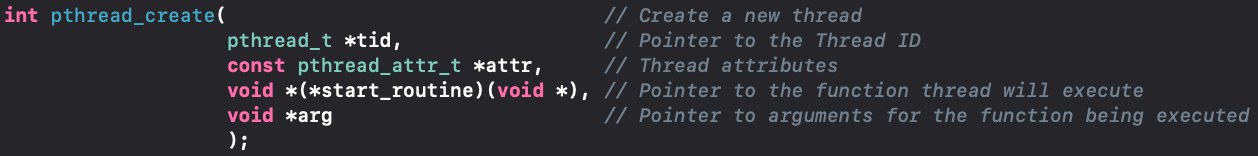 int pthread_create( // Create a new thread
pthread_t *tid, // Pointer to the Thread ID
const pthread_attr_t *attr, // Thread attributes
void *(*start_routine)(void *), // Pointer to the function thread will execute
void *arg // Pointer to arguments for the function being executed
);